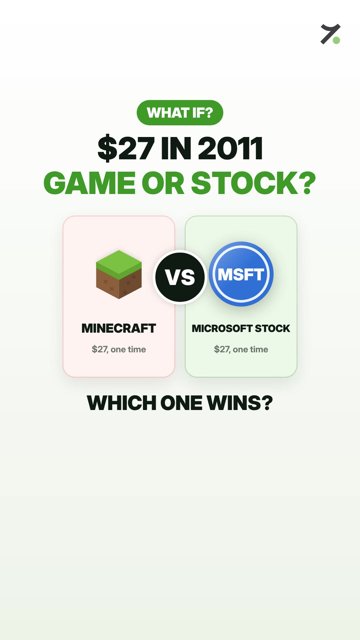 WHAT IF?
$27 IN 2011
GAME OR STOCK?
VS
MSFT
MINECRAFT
$27, one time
MICROSOFT STOCK
$27, one time
WHICH ONE WINS?